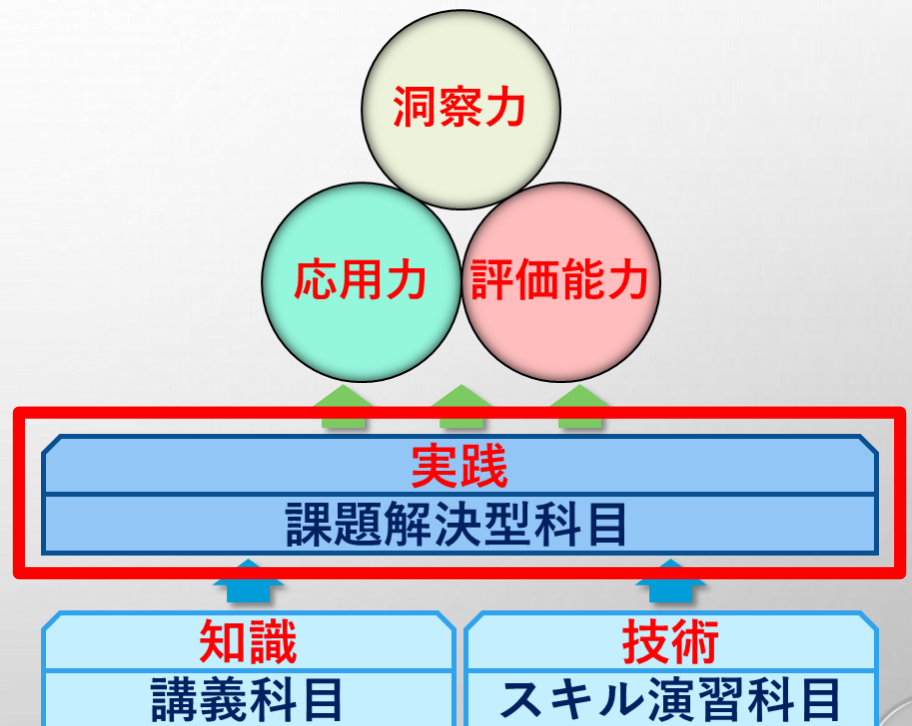 洞察力
応用力
評価能力
実践
課題解決型科目
知識
講義科目
技術
スキル演習科目